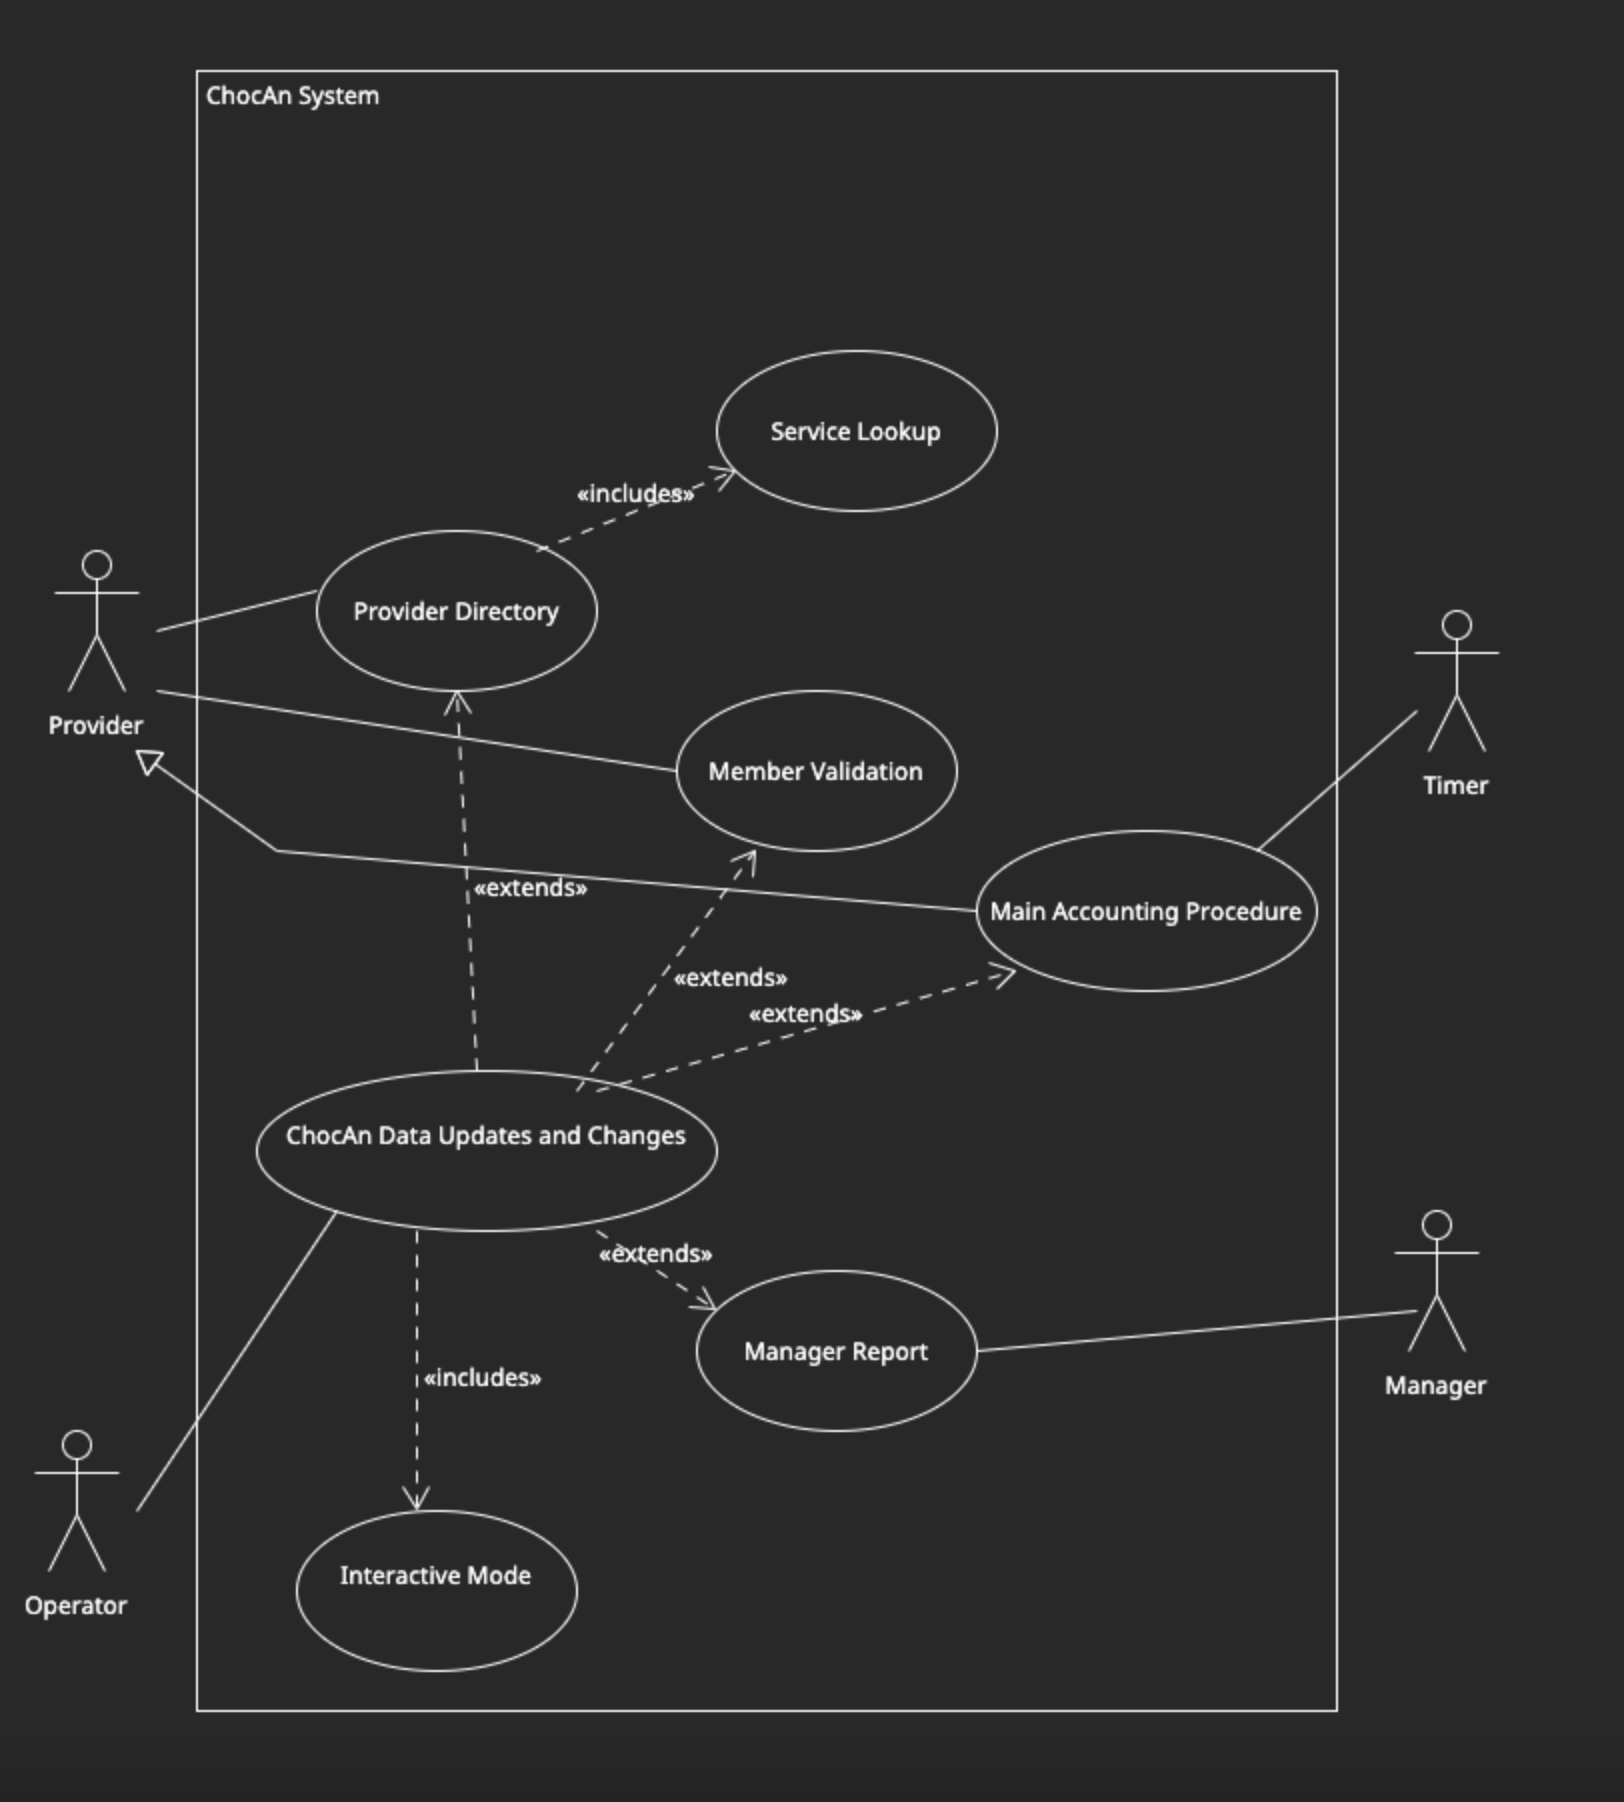 ChocAn System
Service Lookup
«includes»
Provider Directory
Provider
Member Validation
Timer
«extends»
Main Accounting Procedure
«extends»
«extends»
ChocAn Data Updates and Changes
«extends»
Manager Report
«includes»
Manager
Interactive Mode
Operator